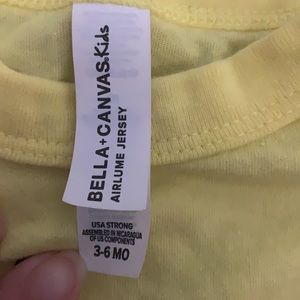 BELLA+CANVAS.Kids
AIRLUME JERSEY
USA STRONG
ASSEMBLED IN NICARAGUA
OF US COMPONENTS
3-6 MO